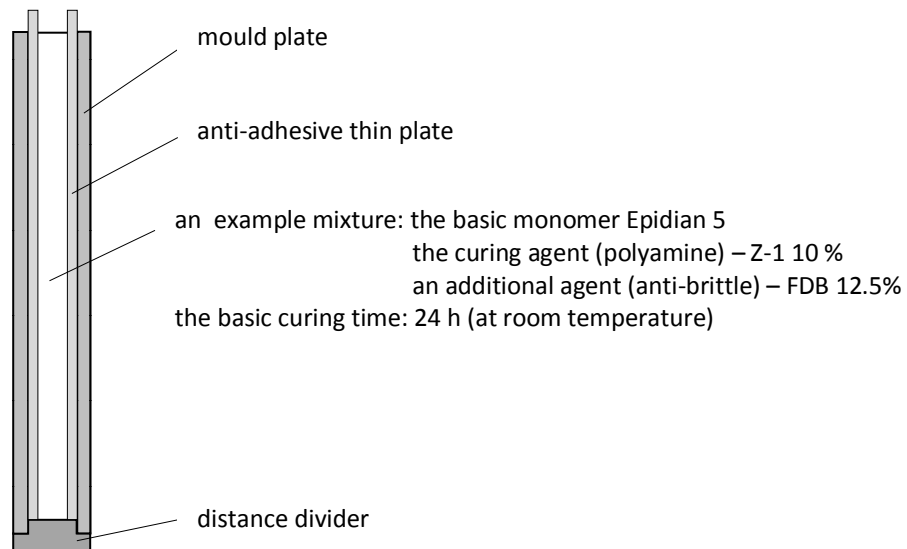 mould plate
anti-adhesive thin plate
an example mixture: the basic monomer Epidian 5
the curing agent (polyamine) – Z-1 10 %
an additional agent (anti-brittle) – FDB 12.5%
the basic curing time: 24 h (at room temperature)
distance divider